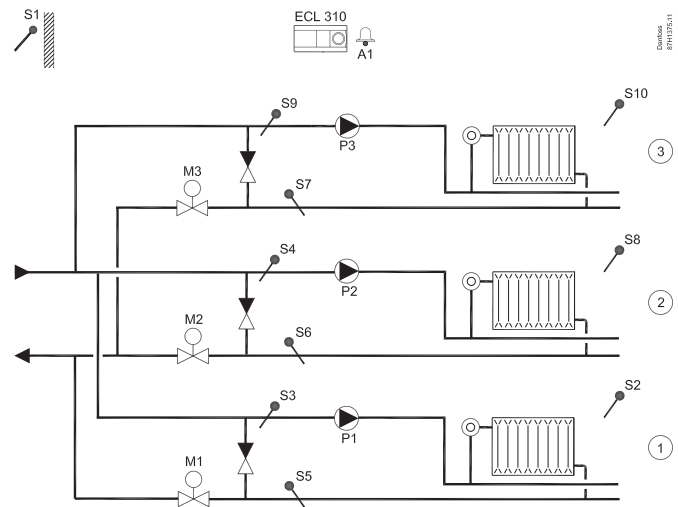 S1
ECL 310
A1
Danfoss
87H1375.11
S9
S10
P3
3
M3
S7
S4
S8
P2
2
M2
S6
S3
S2
P1
1
M1
S5